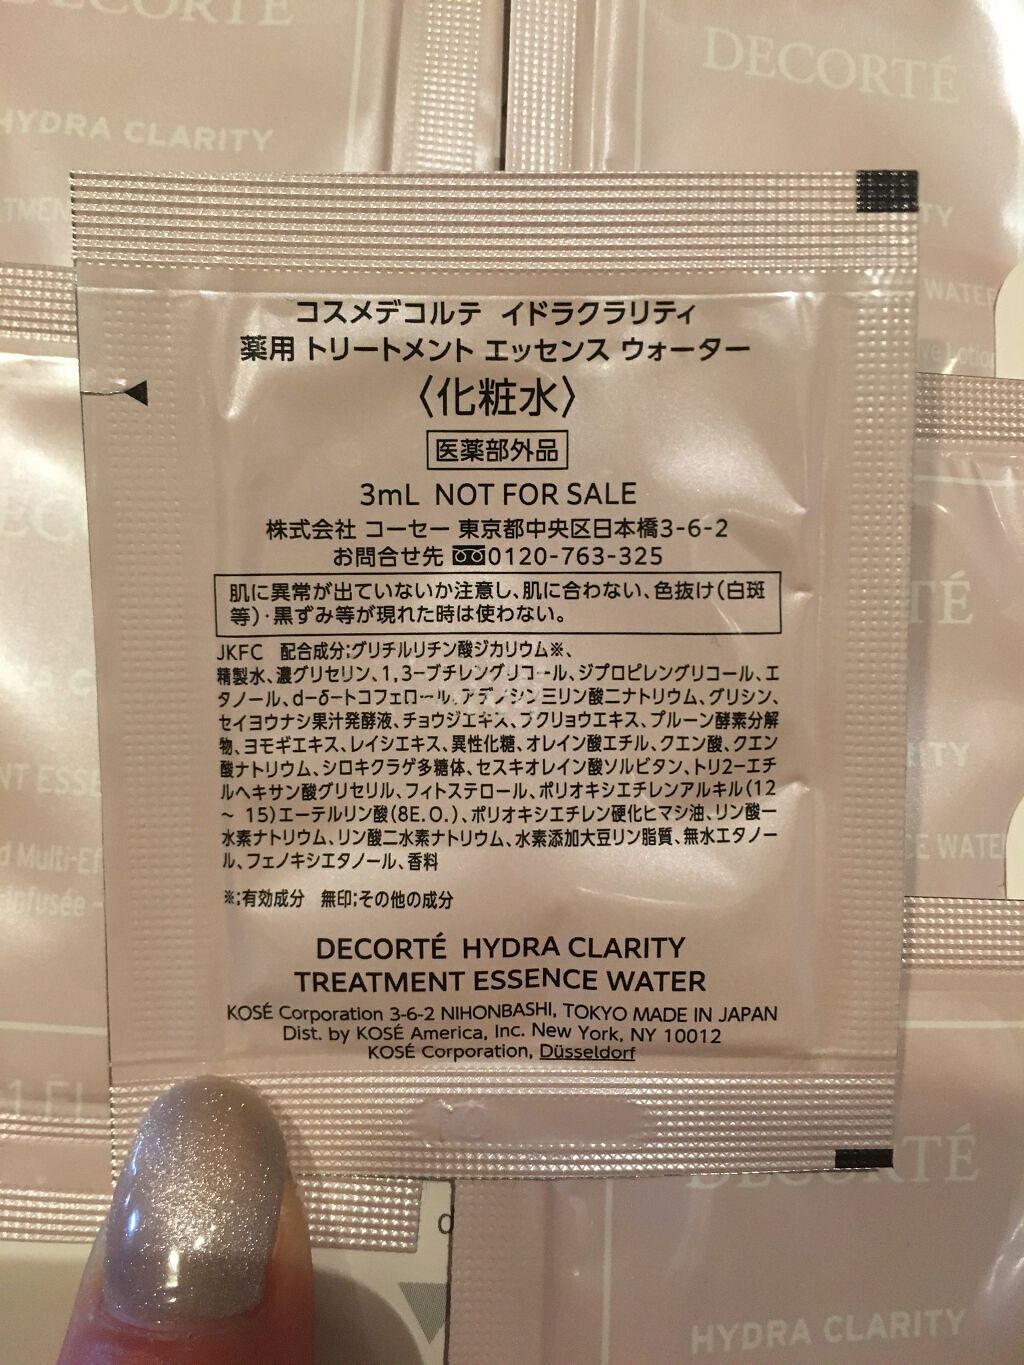 DECORTÉ
HYDRA CLARITY
DECORTÉ
コスメデコルテ イドラクラリティ
薬用 トリートメント エッセンス ウォーター
〈化粧水〉
医薬部外品
3mL NOT FOR SALE
株式会社 コーセー 東京都中央区日本橋3-6-2
お問合せ先 0120-763-325
肌に異常が出ていないか注意し、肌に合わない、色抜け(白斑
等)・黒ずみ等が現れた時は使わない。
JKFC 配合成分:グリチルリチン酸ジカリウム※、
精製水、濃グリセリン、1,3-ブチレングリコール、ジプロピレングリコール、エ
タノール、d-δ-トコフェロール、アデノシン三リン酸二ナトリウム、グリシン、
セイヨウナシ果汁発酵液、チョウジエキス、ブクリョウエキス、プルーン酵素分解
物、ヨモギエキス、レイシエキス、異性化糖、オレイン酸エチル、クエン酸、クエン
酸ナトリウム、シロキクラゲ多糖体、セスキオレイン酸ソルビタン、トリ2-エチ
ルヘキサン酸グリセリル、フィトステロール、ポリオキシエチレンアルキル(12
～ 15)エーテルリン酸(8E.O.)、ポリオキシエチレン硬化ヒマシ油、リン酸一
水素ナトリウム、リン酸二水素ナトリウム、水素添加大豆リン脂質、無水エタノー
ル、フェノキシエタノール、香料
※:有効成分 無印:その他の成分
DECORTÉ HYDRA CLARITY
TREATMENT ESSENCE WATER
KOSÉ Corporation 3-6-2 NIHONBASHI, TOKYO MADE IN JAPAN
Dist. by KOSÉ America, Inc. New York, NY 10012
KOSÉ Corporation, Düsseldorf
DECORTÉ
HYDRA CLARITY